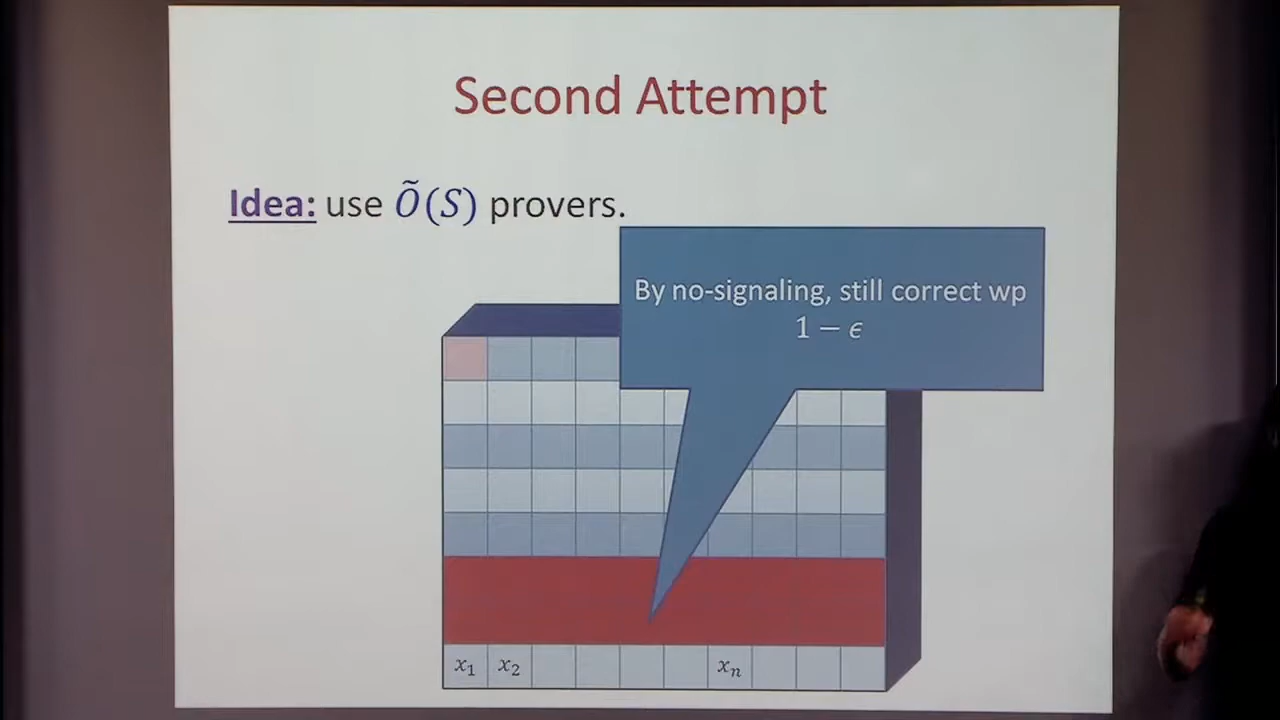 Second Attempt
Idea: use Õ(S) provers.
By no-signaling, still correct wp
1 − ϵ
x₁ x₂ xₙ